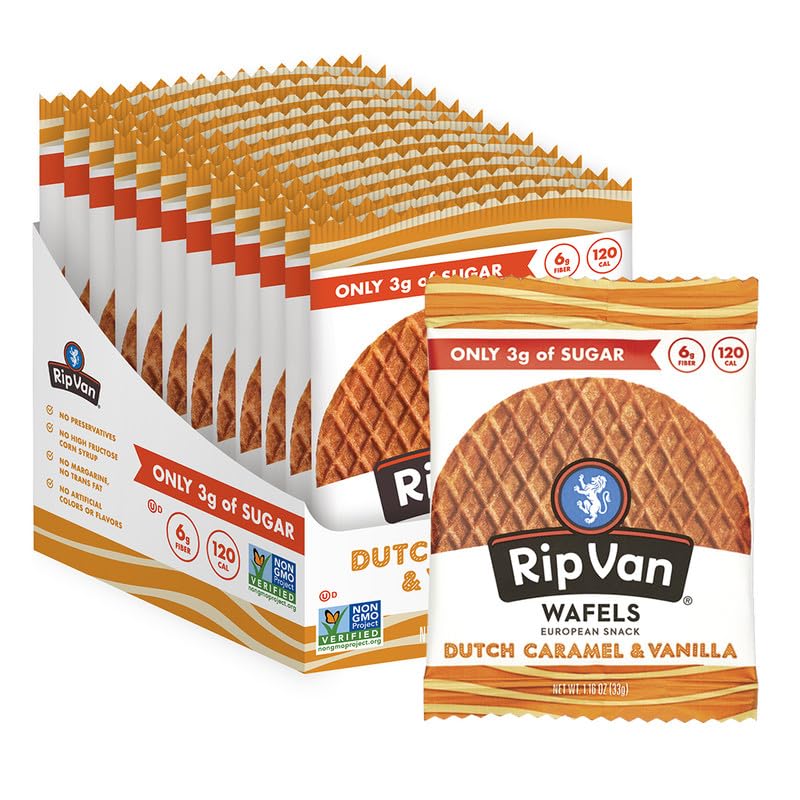 Rip Van
NO PRESERVATIVES
NO HIGH FRUCTOSE
CORN SYRUP
NO MARGARINE,
NO TRANS FAT
NO ARTIFICIAL
COLORS OR FLAVORS
ONLY 3g of SUGAR
U D
6g
FIBER
120
CAL
NON
GMO
Project
VERIFIED
nongmoproject.org
ONLY 3g of SUGAR
6g
FIBER
120
CAL
DUTCH
&
U D
NON
GMO
Project
VERIFIED
nongmoproject.org
ONLY 3g of SUGAR
6g
FIBER
120
CAL
Rip Van®
WAFELS
EUROPEAN SNACK
DUTCH CARAMEL & VANILLA
NET WT. 1.16 OZ (33g)